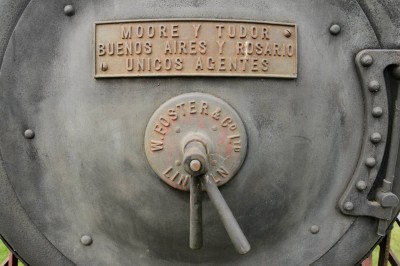 MOORE Y TUDOR
BUENOS AIRES Y ROSARIO
UNICOS AGENTES
W. FOSTER & Co. LTD
LINCOLN